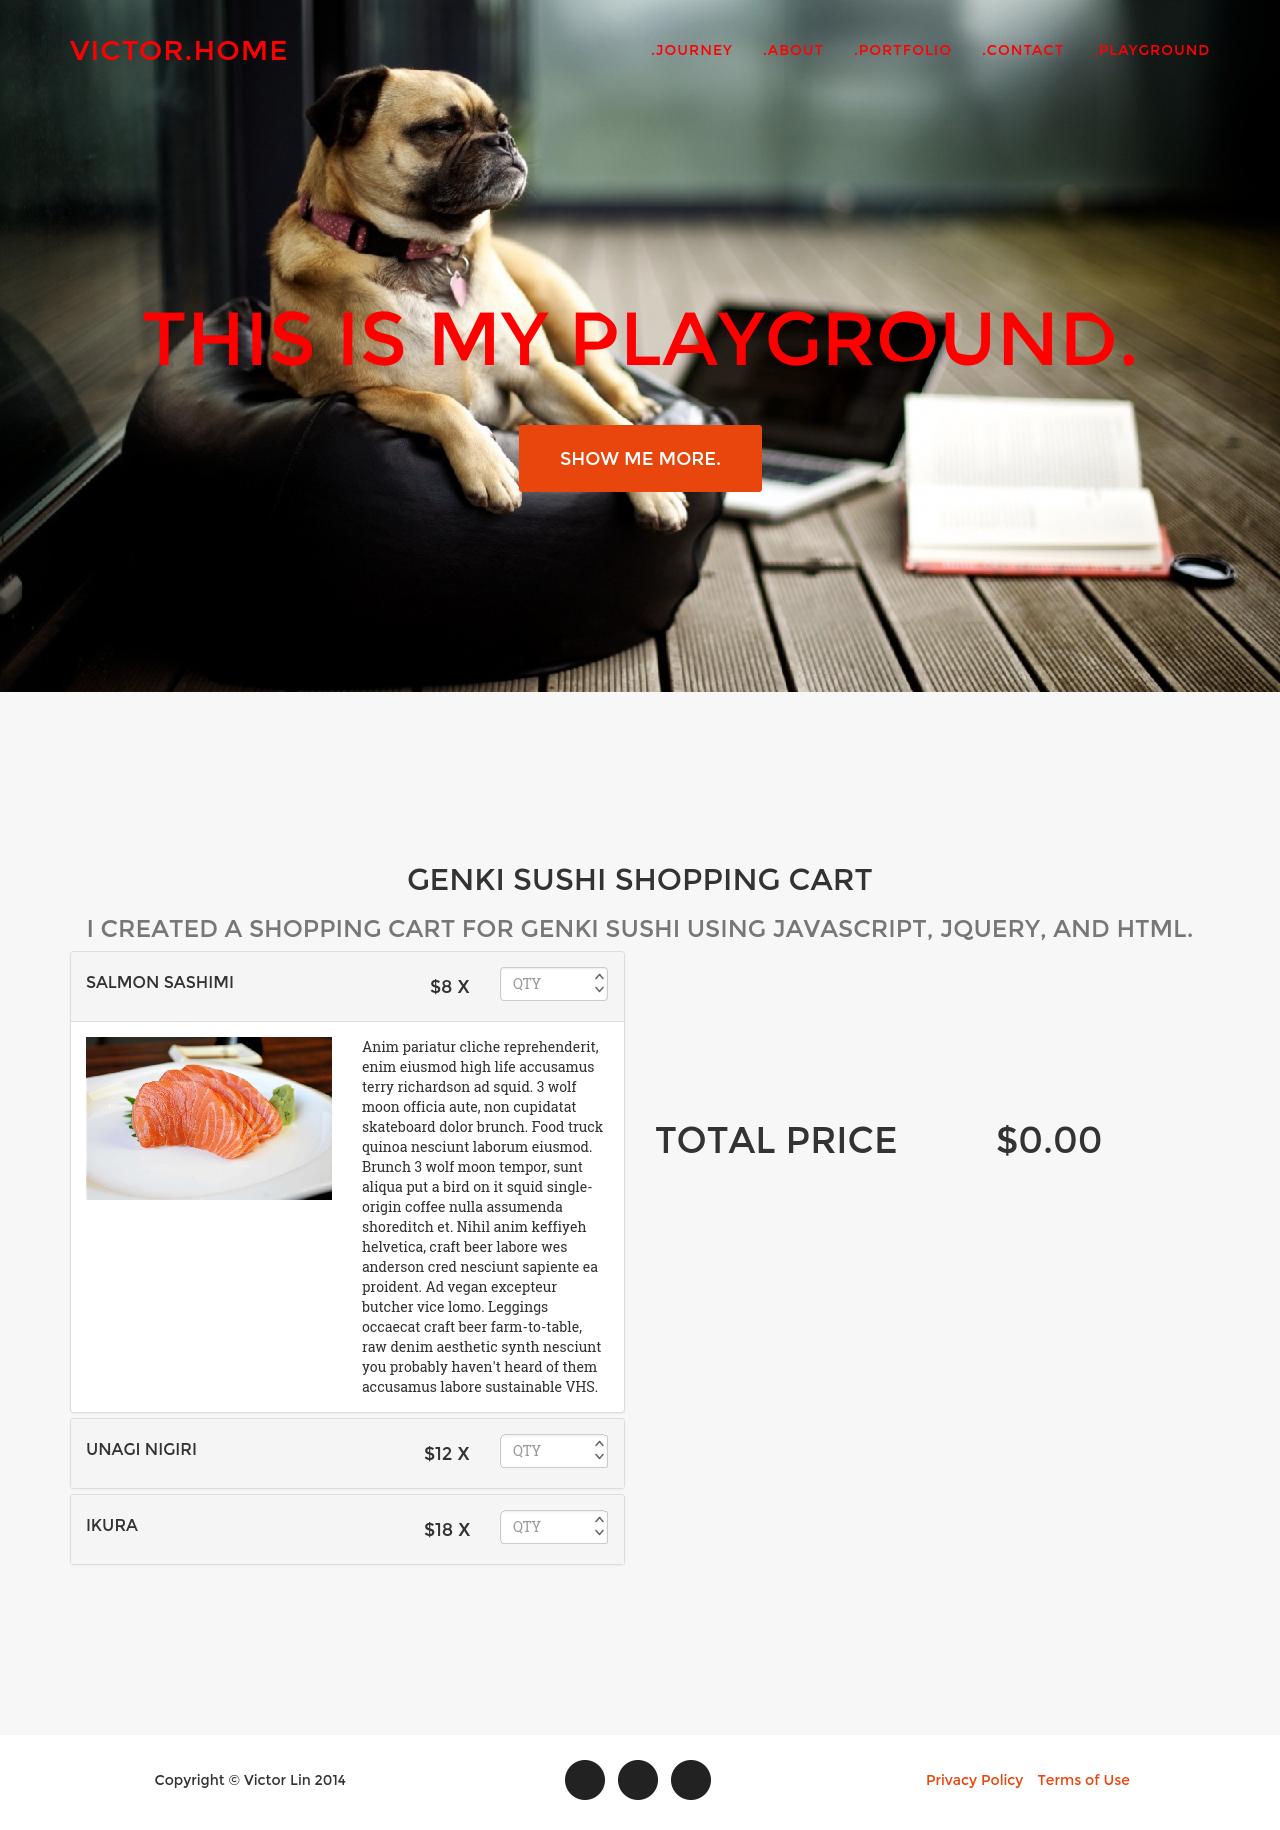 VICTOR.HOME
.JOURNEY .ABOUT .PORTFOLIO .CONTACT .PLAYGROUND
THIS IS MY PLAYGROUND.
SHOW ME MORE.
GENKI SUSHI SHOPPING CART
I CREATED A SHOPPING CART FOR GENKI SUSHI USING JAVASCRIPT, JQUERY, AND HTML.
SALMON SASHIMI $8 X QTY
Anim pariatur cliche reprehenderit,
enim eiusmod high life accusamus
terry richardson ad squid. 3 wolf
moon officia aute, non cupidatat
skateboard dolor brunch. Food truck
quinoa nesciunt laborum eiusmod.
Brunch 3 wolf moon tempor, sunt
aliqua put a bird on it squid single-
origin coffee nulla assumenda
shoreditch et. Nihil anim keffiyeh
helvetica, craft beer labore wes
anderson cred nesciunt sapiente ea
proident. Ad vegan excepteur
butcher vice lomo. Leggings
occaecat craft beer farm-to-table,
raw denim aesthetic synth nesciunt
you probably haven't heard of them
accusamus labore sustainable VHS.
UNAGI NIGIRI $12 X QTY
IKURA $18 X QTY
TOTAL PRICE $0.00
Copyright © Victor Lin 2014
Privacy Policy Terms of Use